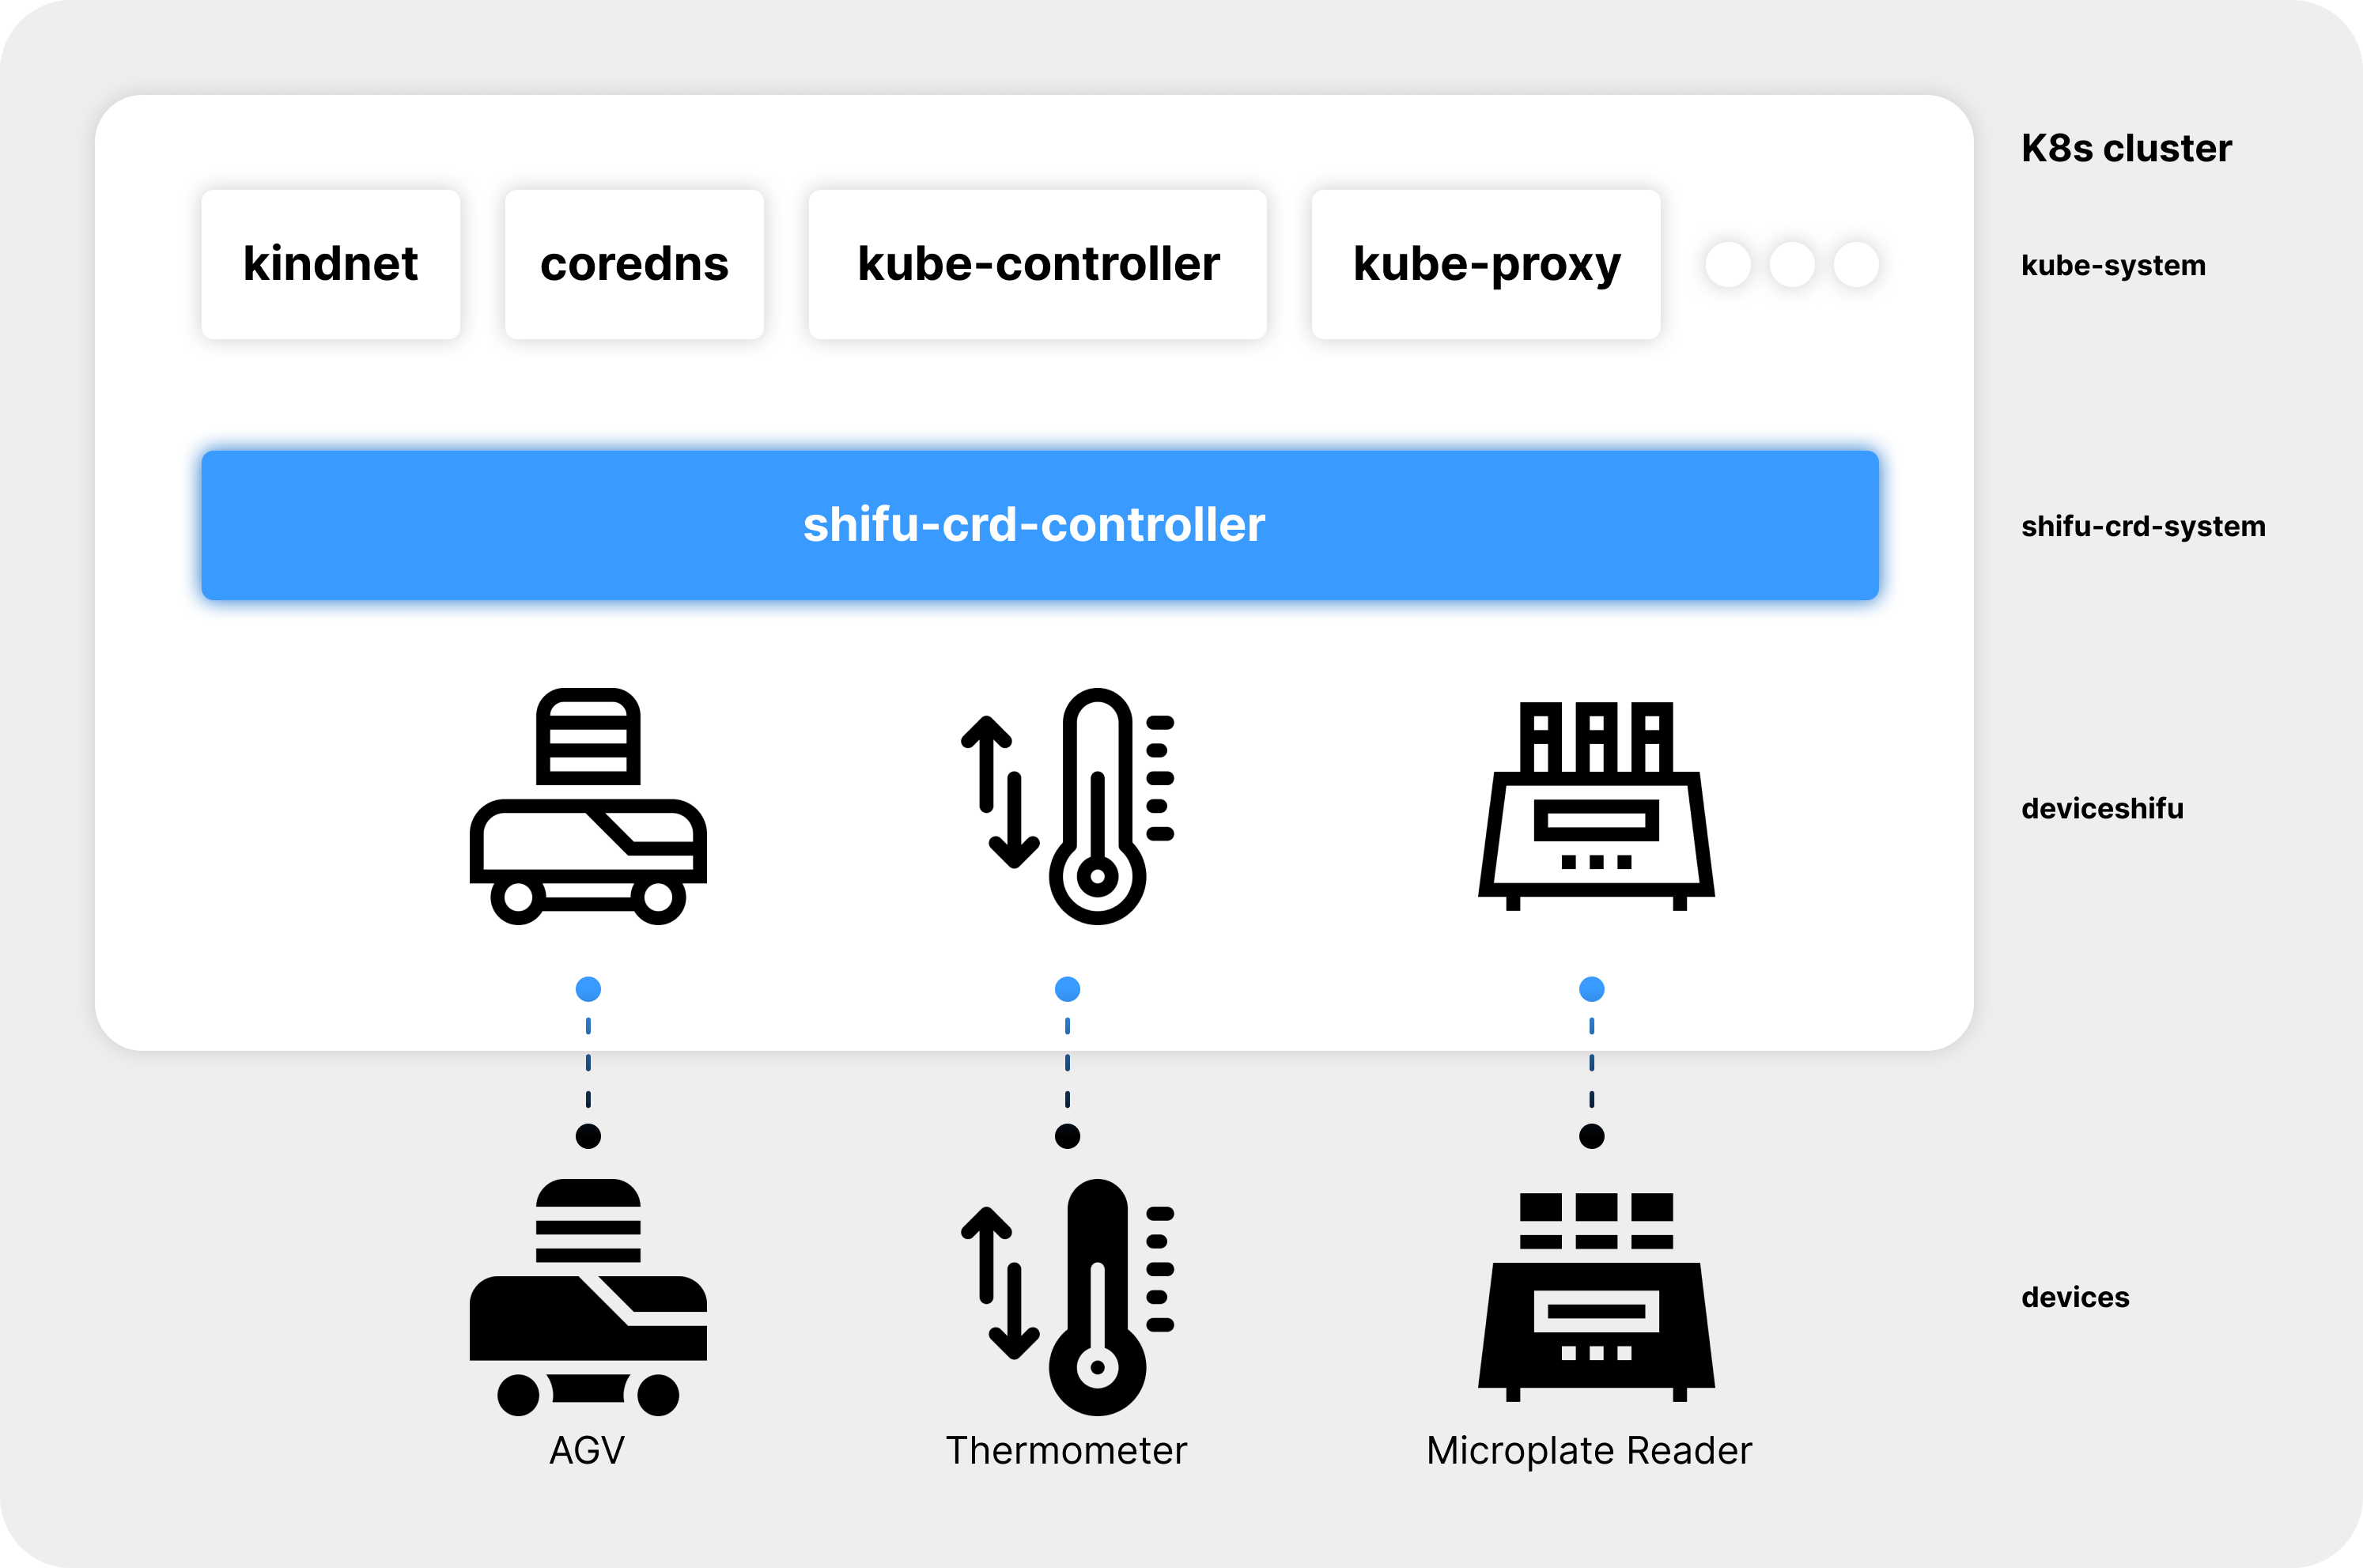 K8s cluster
kindnet
coredns
kube-controller
kube-proxy
kube-system
shifu-crd-controller
shifu-crd-system
deviceshifu
devices
AGV
Thermometer
Microplate Reader